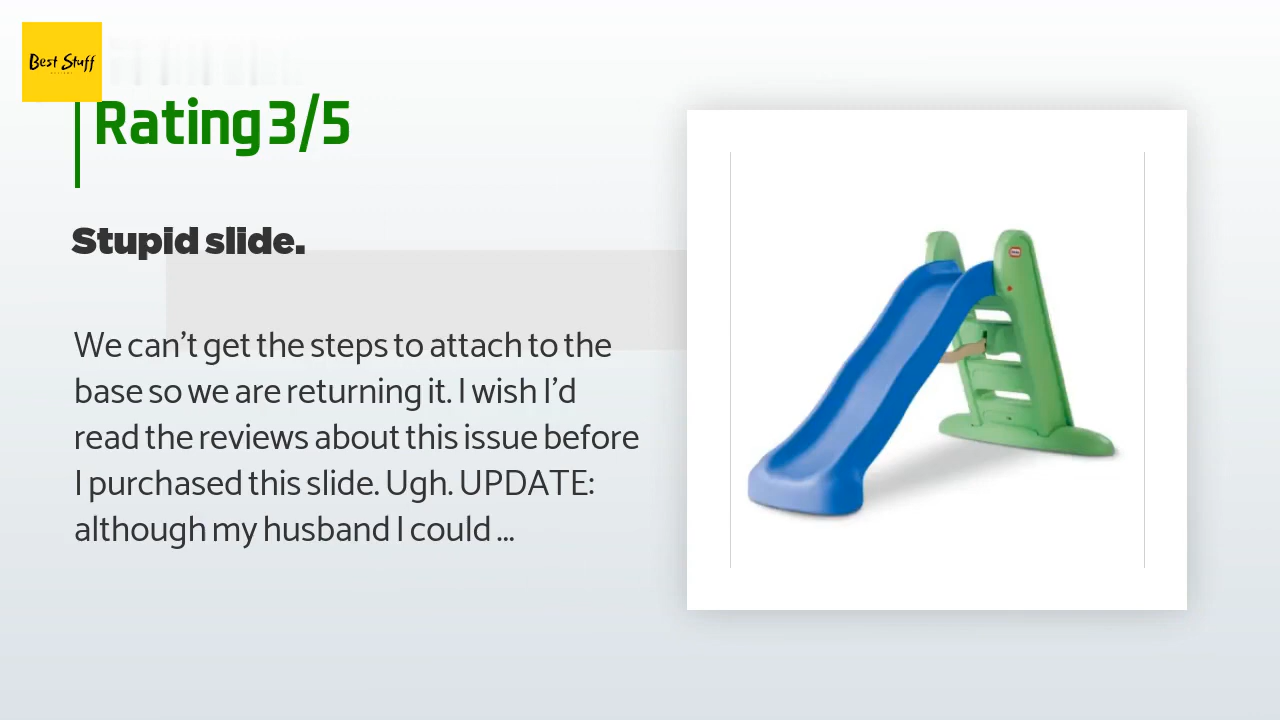 Best Stuff
Rating 3/5
Stupid slide.
We can't get the steps to attach to the
base so we are returning it. I wish I'd
read the reviews about this issue before
I purchased this slide. Ugh. UPDATE:
although my husband I could ...